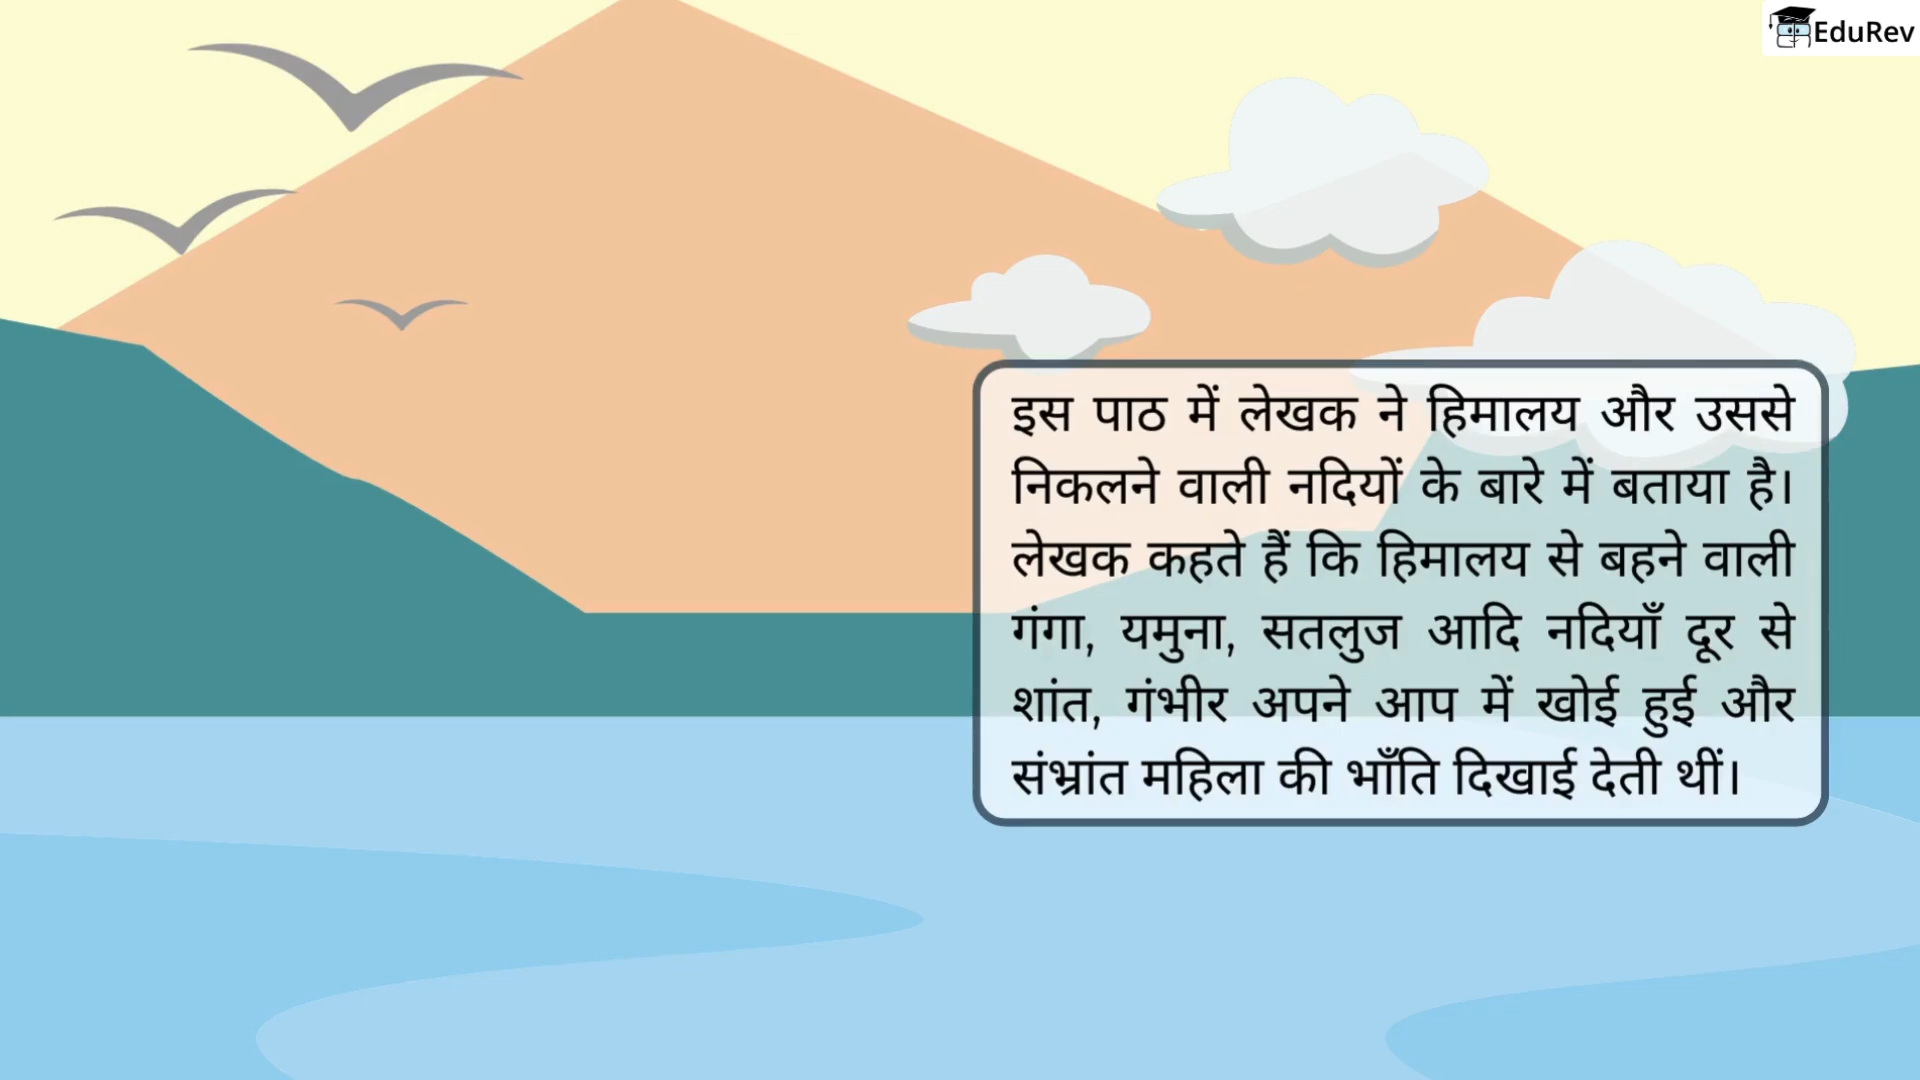 EduRev
इस पाठ में लेखक ने हिमालय और उससे
निकलने वाली नदियों के बारे में बताया है।
लेखक कहते हैं कि हिमालय से बहने वाली
गंगा, यमुना, सतलुज आदि नदियाँ दूर से
शांत, गंभीर अपने आप में खोई हुई और
संभ्रांत महिला की भाँति दिखाई देती थीं।